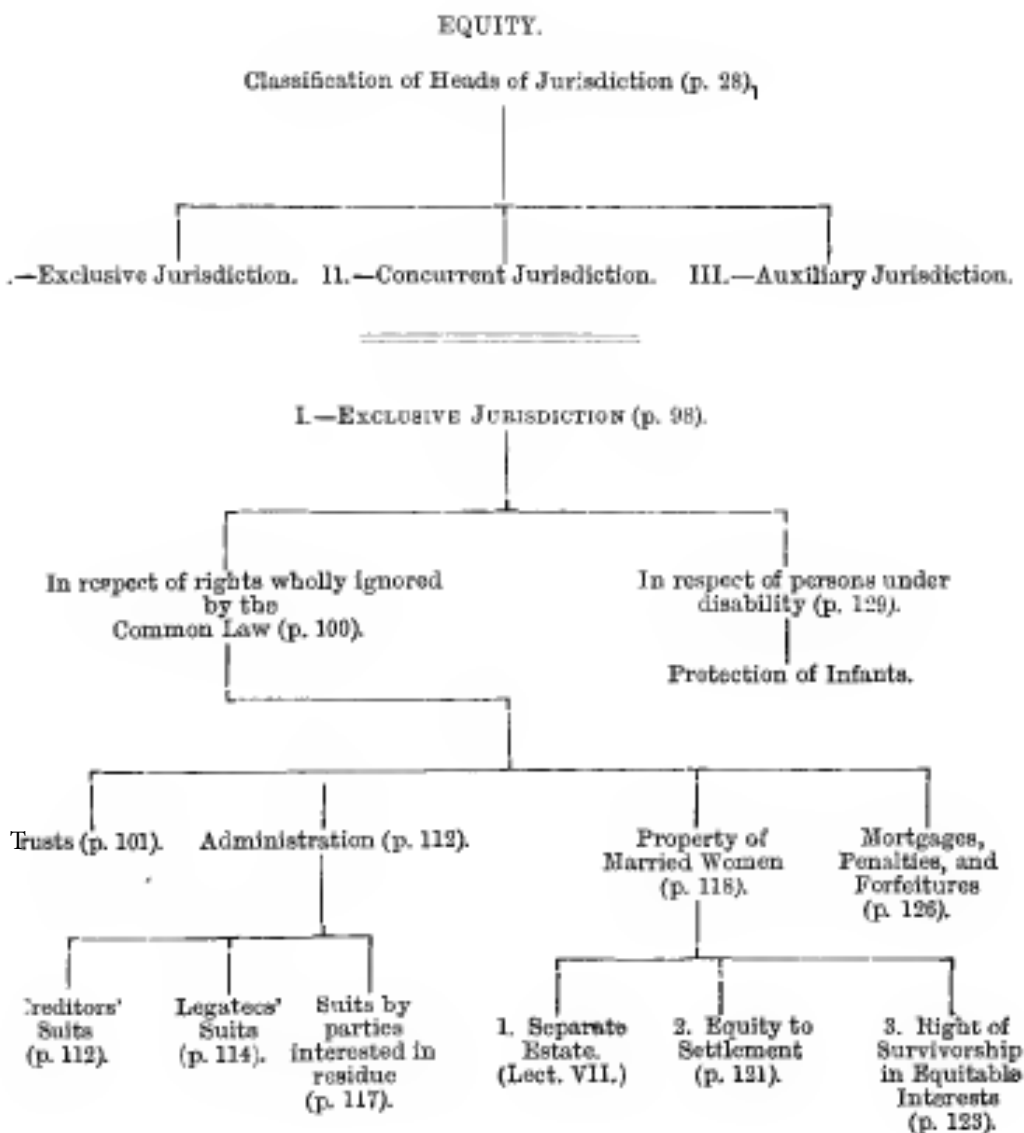 EQUITY.
Classification of Heads of Jurisdiction (p. 28),
.—Exclusive Jurisdiction. II.—Concurrent Jurisdiction. III.—Auxiliary Jurisdiction.
I.—EXCLUSIVE JURISDICTION (p. 98).
In respect of rights wholly ignored
by the
Common Law (p. 100).
In respect of persons under
disability (p. 129).
Protection of Infants.
Trusts (p. 101).
Administration (p. 112).
Property of
Married Women
(p. 118).
Mortgages,
Penalties, and
Forfeitures
(p. 126).
reditors'
Suits
(p. 112).
Legatees'
Suits
(p. 114).
Suits by
parties
interested in
residue
(p. 117).
1. Separate
Estate.
(Lect. VII.)
2. Equity to
Settlement
(p. 121).
3. Right of
Survivorship
in Equitable
Interests
(p. 123).